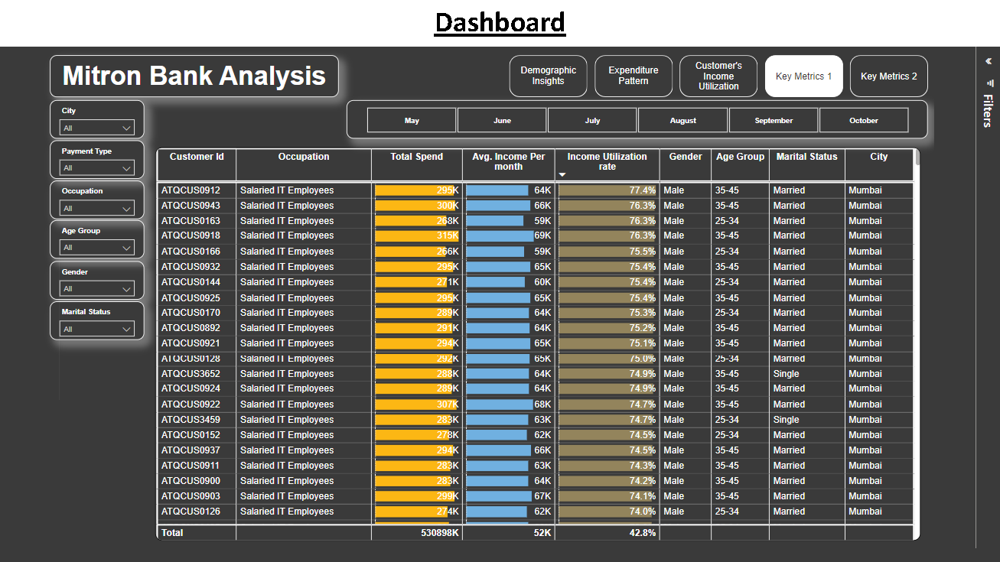 Dashboard
Mitron Bank Analysis
Demographic Insights
Expenditure Pattern
Customer's Income Utilization
Key Metrics 1
Key Metrics 2
Filters
City
All
Payment Type
All
Occupation
All
Age Group
All
Gender
All
Marital Status
All
May June July August September October
Customer Id Occupation Total Spend Avg. Income Per month Income Utilization rate Gender Age Group Marital Status City
ATQCUS0912 Salaried IT Employees 295K 64K 77.4% Male 35-45 Married Mumbai
ATQCUS0943 Salaried IT Employees 300K 66K 76.3% Male 35-45 Married Mumbai
ATQCUS0163 Salaried IT Employees 268K 59K 76.3% Male 25-34 Married Mumbai
ATQCUS0918 Salaried IT Employees 315K 69K 76.3% Male 35-45 Married Mumbai
ATQCUS0166 Salaried IT Employees 266K 59K 75.5% Male 25-34 Married Mumbai
ATQCUS0932 Salaried IT Employees 295K 65K 75.4% Male 35-45 Married Mumbai
ATQCUS0144 Salaried IT Employees 271K 60K 75.4% Male 25-34 Married Mumbai
ATQCUS0925 Salaried IT Employees 295K 65K 75.4% Male 35-45 Married Mumbai
ATQCUS0170 Salaried IT Employees 289K 64K 75.3% Male 25-34 Married Mumbai
ATQCUS0892 Salaried IT Employees 291K 64K 75.2% Male 35-45 Married Mumbai
ATQCUS0921 Salaried IT Employees 294K 65K 75.1% Male 35-45 Married Mumbai
ATQCUS0128 Salaried IT Employees 292K 65K 75.0% Male 25-34 Married Mumbai
ATQCUS3652 Salaried IT Employees 288K 64K 74.9% Male 35-45 Single Mumbai
ATQCUS0924 Salaried IT Employees 289K 64K 74.9% Male 35-45 Married Mumbai
ATQCUS0922 Salaried IT Employees 307K 68K 74.7% Male 35-45 Married Mumbai
ATQCUS3459 Salaried IT Employees 283K 63K 74.7% Male 25-34 Single Mumbai
ATQCUS0152 Salaried IT Employees 278K 62K 74.5% Male 25-34 Married Mumbai
ATQCUS0937 Salaried IT Employees 294K 66K 74.5% Male 35-45 Married Mumbai
ATQCUS0911 Salaried IT Employees 283K 63K 74.3% Male 35-45 Married Mumbai
ATQCUS0900 Salaried IT Employees 283K 64K 74.2% Male 35-45 Married Mumbai
ATQCUS0903 Salaried IT Employees 299K 67K 74.1% Male 35-45 Married Mumbai
ATQCUS0126 Salaried IT Employees 274K 62K 74.0% Male 25-34 Married Mumbai
Total 530898K 52K 42.8%